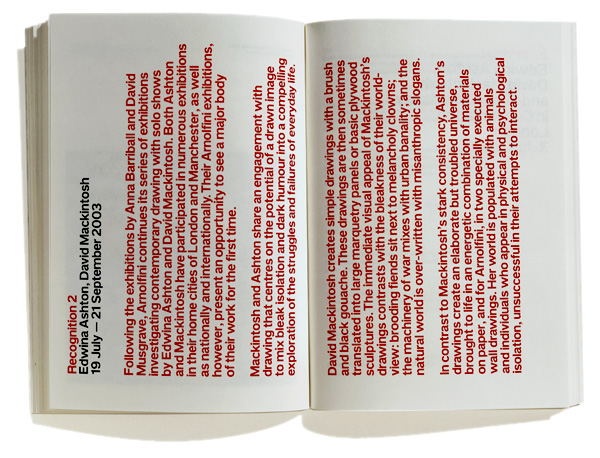 Recognition 2
Edwina Ashton, David Mackintosh
19 July — 21 September 2003
Following the exhibitions by Anna Barriball and David
Musgrave, Arnolfini continues its series of exhibitions
investigating contemporary drawing with solo shows
by Edwina Ashton and David Mackintosh. Both Ashton
and Mackintosh have participated in numerous exhibitions
in their home cities of London and Manchester, as well
as nationally and internationally. Their Arnolfini exhibitions,
however, present an opportunity to see a major body
of their work for the first time.
Mackintosh and Ashton share an engagement with
drawing that centres on the potential of a drawn image
to mix bleak isolation and dark humour into a compelling
exploration of the struggles and failures of everyday life.
David Mackintosh creates simple drawings with a brush
and black gouache. These drawings are then sometimes
translated into large marquetry panels or basic plywood
sculptures. The immediate visual appeal of Mackintosh's
drawings contrasts with the bleakness of their world-
view: brooding fiends sit next to melancholy clowns;
the machinery of war mixes with urban banality; and the
natural world is over-written with misanthropic slogans.
In contrast to Mackintosh's stark consistency, Ashton's
drawings create an elaborate but troubled universe,
brought to life in an energetic combination of materials
on paper, and for Arnolfini, in two specially executed
wall drawings. Her world is populated with animals
and individuals who appear in physical and psychological
isolation, unsuccessful in their attempts to interact.